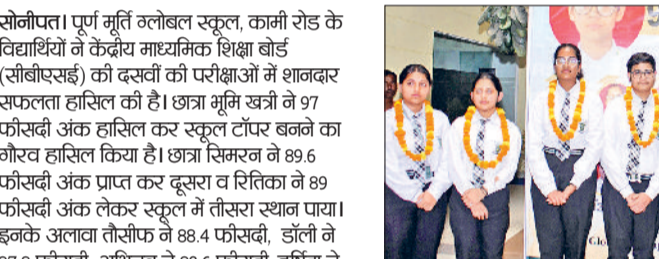 सोनीपत। पूर्ण मूर्ति ग्लोबल स्कूल, कामी रोड के
विद्यार्थियों ने केंद्रीय माध्यमिक शिक्षा बोर्ड
(सीबीएसई) की दसवीं की परीक्षाओं में शानदार
सफलता हासिल की है। छात्रा भूमि खत्री ने 97
फीसदी अंक हासिल कर स्कूल टॉपर बनने का
गौरव हासिल किया है। छात्रा सिमरन ने 89.6
फीसदी अंक प्राप्त कर दूसरा व रितिका ने 89
फीसदी अंक लेकर स्कूल में तीसरा स्थान पाया।
इनके अलावा तौसीफ ने 88.4 फीसदी, डॉली ने